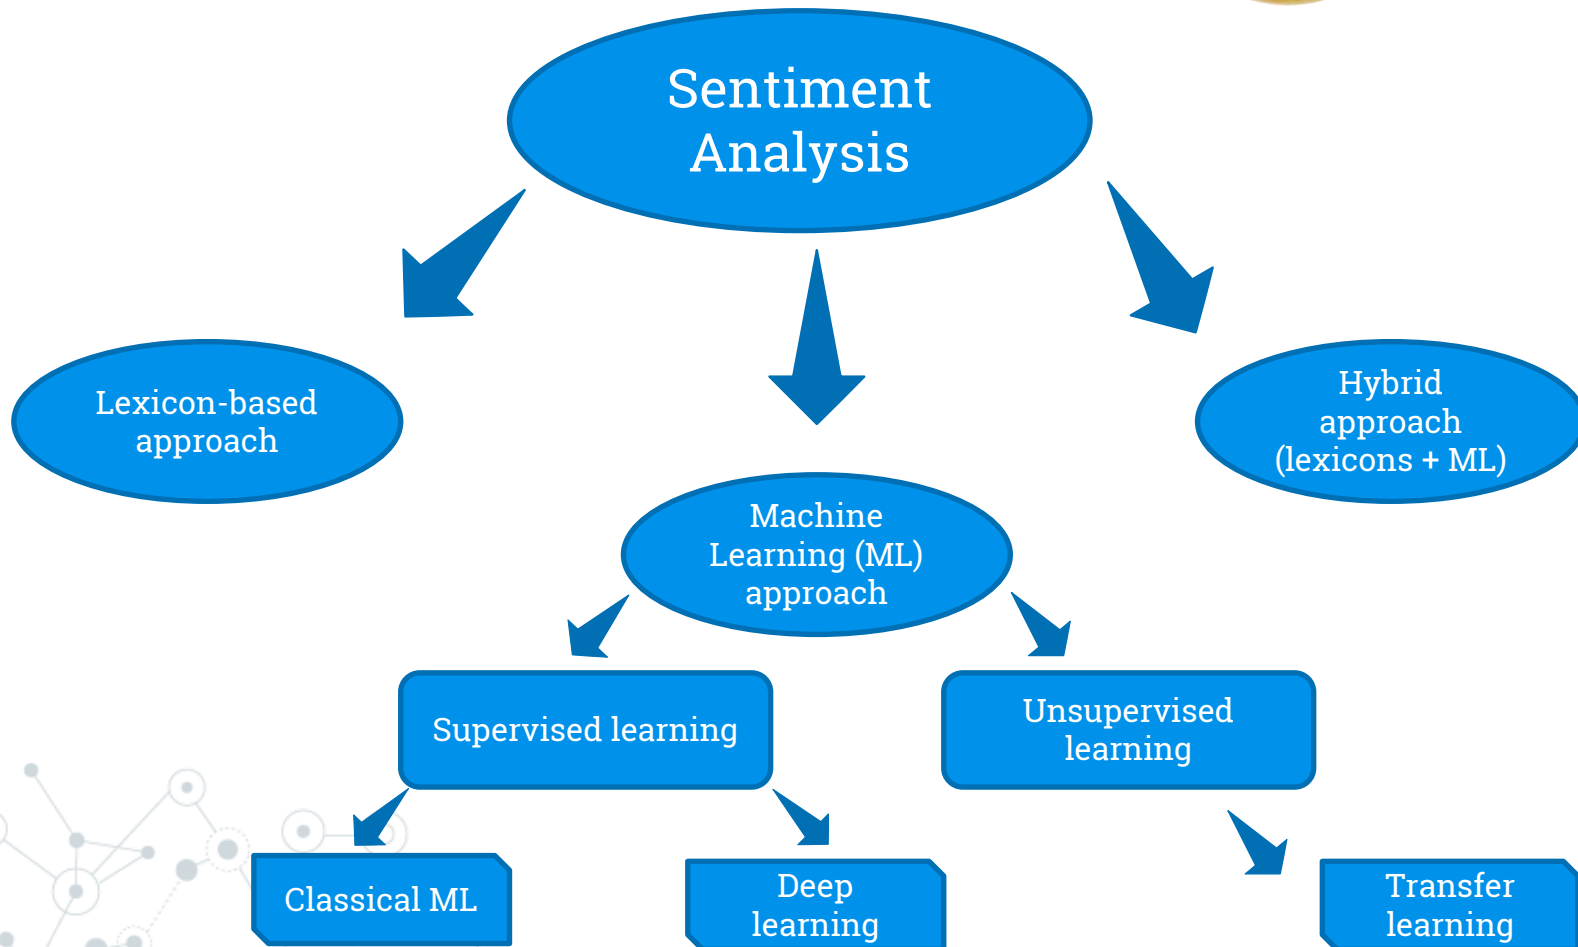 Sentiment
Analysis
Lexicon-based
approach
Hybrid
approach
(lexicons + ML)
Machine
Learning (ML)
approach
Supervised learning
Unsupervised
learning
Classical ML
Deep
learning
Transfer
learning